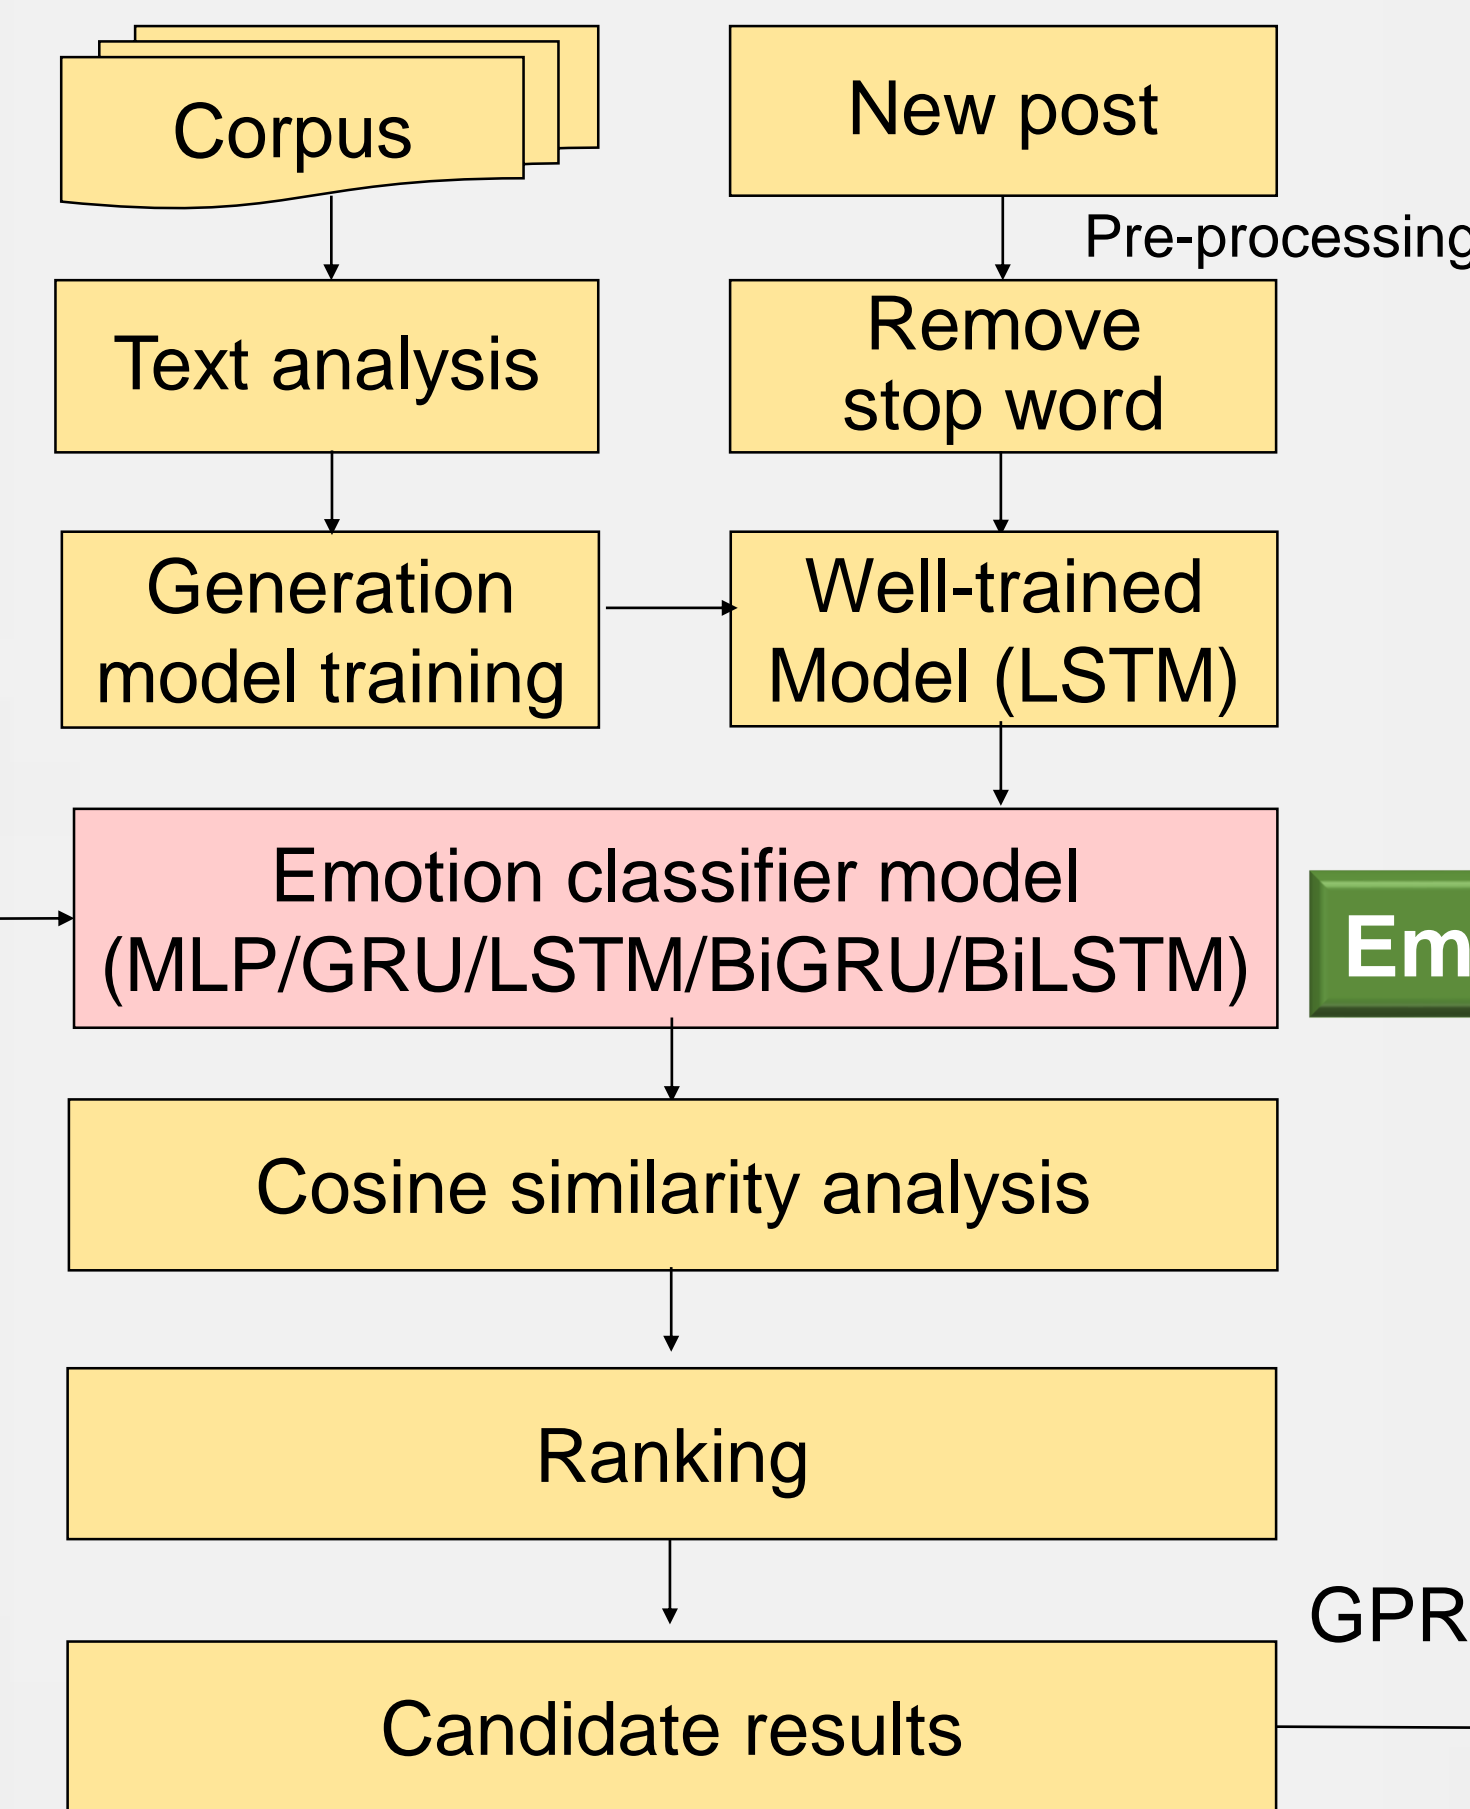 Corpus
New post
Pre-processing
Text analysis
Remove
stop word
Generation
model training
Well-trained
Model (LSTM)
Emotion classifier model
(MLP/GRU/LSTM/BiGRU/BiLSTM)
Em
Cosine similarity analysis
Ranking
GPR
Candidate results